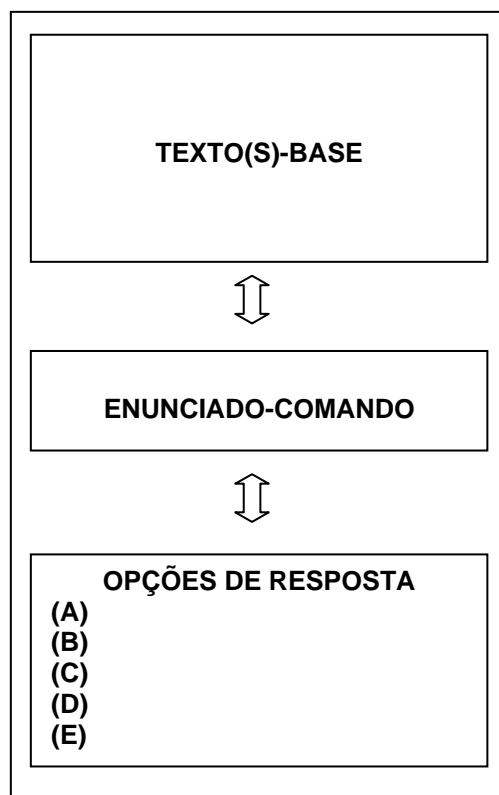 TEXTO(S)-BASE
ENUNCIADO-COMANDO
OPÇÕES DE RESPOSTA
(A)
(B)
(C)
(D)
(E)